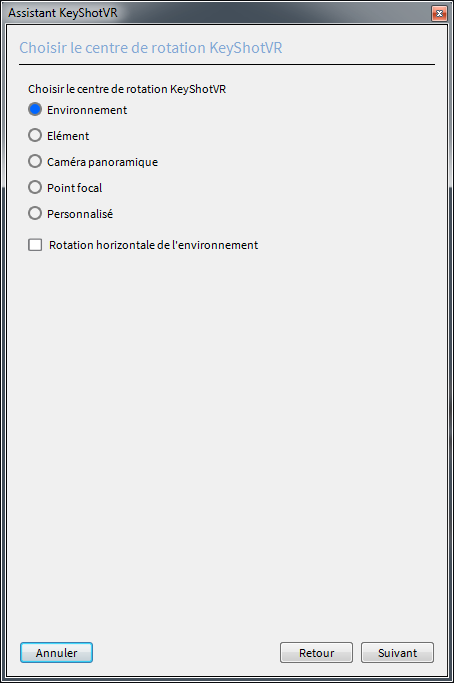 Assistant KeyShotVR
Choisir le centre de rotation KeyShotVR
Choisir le centre de rotation KeyShotVR
Environnement
Elément
Caméra panoramique
Point focal
Personnalisé
Rotation horizontale de l'environnement
Annuler
Retour
Suivant